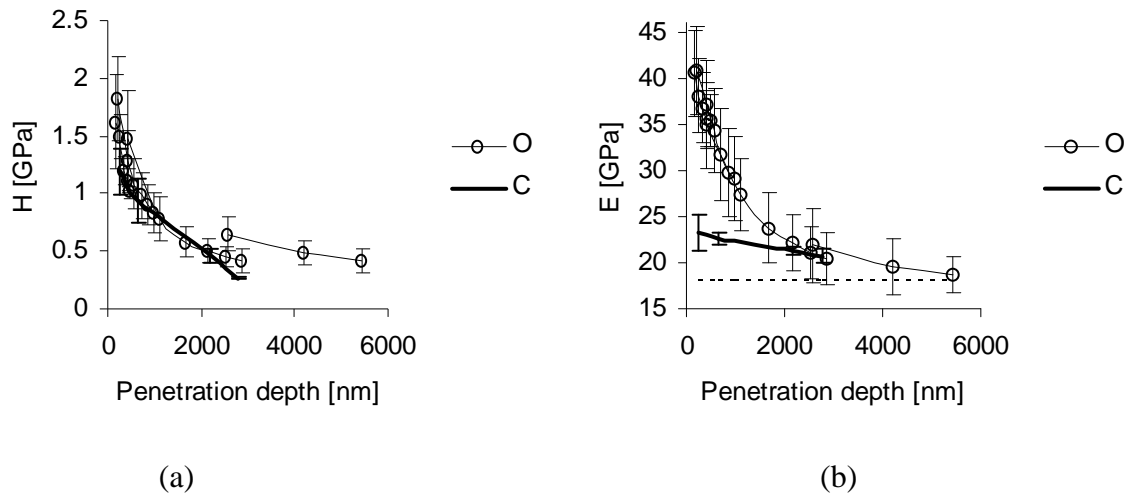 2.5
2
1.5
1
0.5
0
H [GPa]
0 2000 4000 6000
Penetration depth [nm]
O
C
(a)
45
40
35
30
25
20
15
E [GPa]
0 2000 4000 6000
Penetration depth [nm]
O
C
(b)